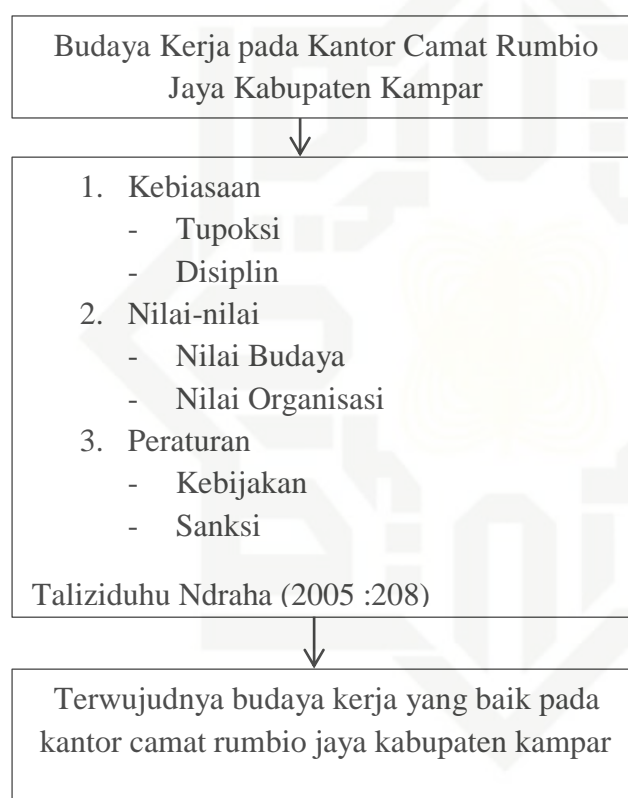 Budaya Kerja pada Kantor Camat Rumbio
Jaya Kabupaten Kampar
1. Kebiasaan
- Tupoksi
- Disiplin
2. Nilai-nilai
- Nilai Budaya
- Nilai Organisasi
3. Peraturan
- Kebijakan
- Sanksi
Taliziduhu Ndraha (2005 :208)
Terwujudnya budaya kerja yang baik pada
kantor camat rumbio jaya kabupaten kampar